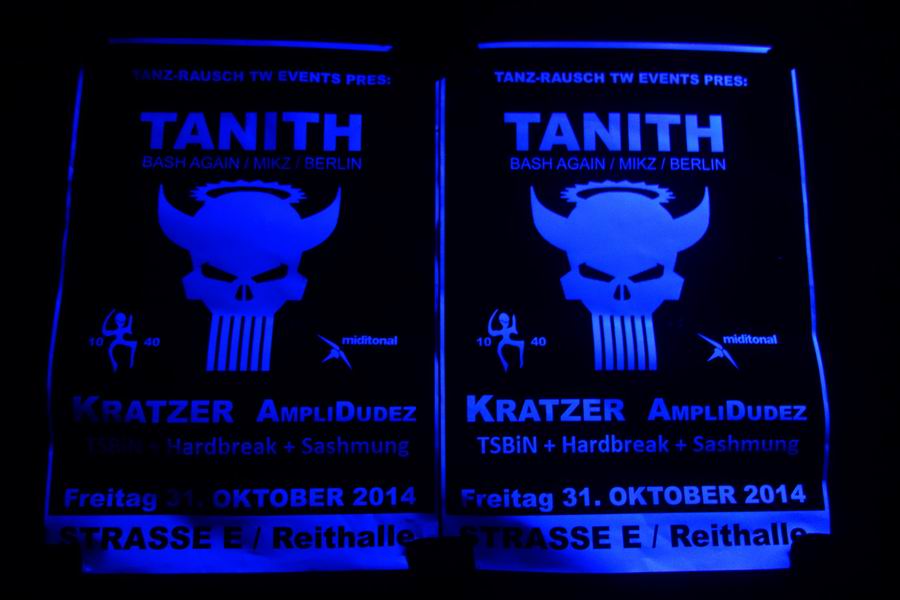 TANZ-RAUSCH TW EVENTS PRES:
TANITH
BASH AGAIN / MIKZ / BERLIN
10 40
miditonal
KRATZER AMPLIDUDEZ
TSBiN + Hardbreak + Sashmung
Freitag 31. OKTOBER 2014
STRASSE E / Reithalle
TANZ-RAUSCH TW EVENTS PRES:
TANITH
BASH AGAIN / MIKZ / BERLIN
10 40
miditonal
KRATZER AMPLIDUDEZ
TSBiN + Hardbreak + Sashmung
Freitag 31. OKTOBER 2014
STRASSE E / Reithalle